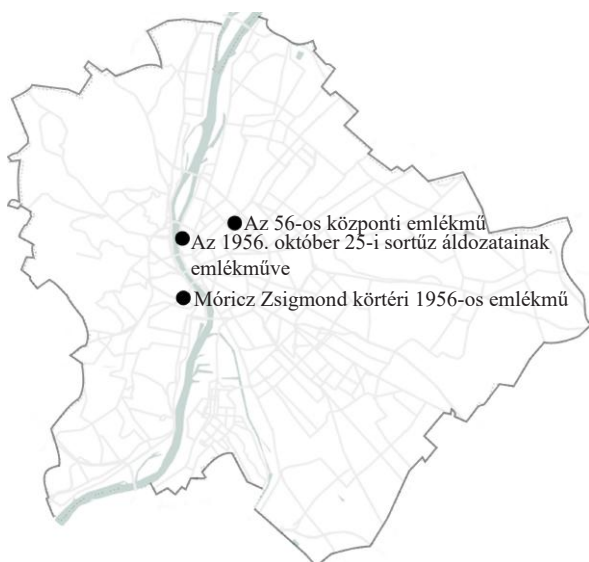 Az 56-os központi emlékmű
Az 1956. október 25-i sortűz áldozatainak
emlékműve
Móricz Zsigmond körtéri 1956-os emlékmű